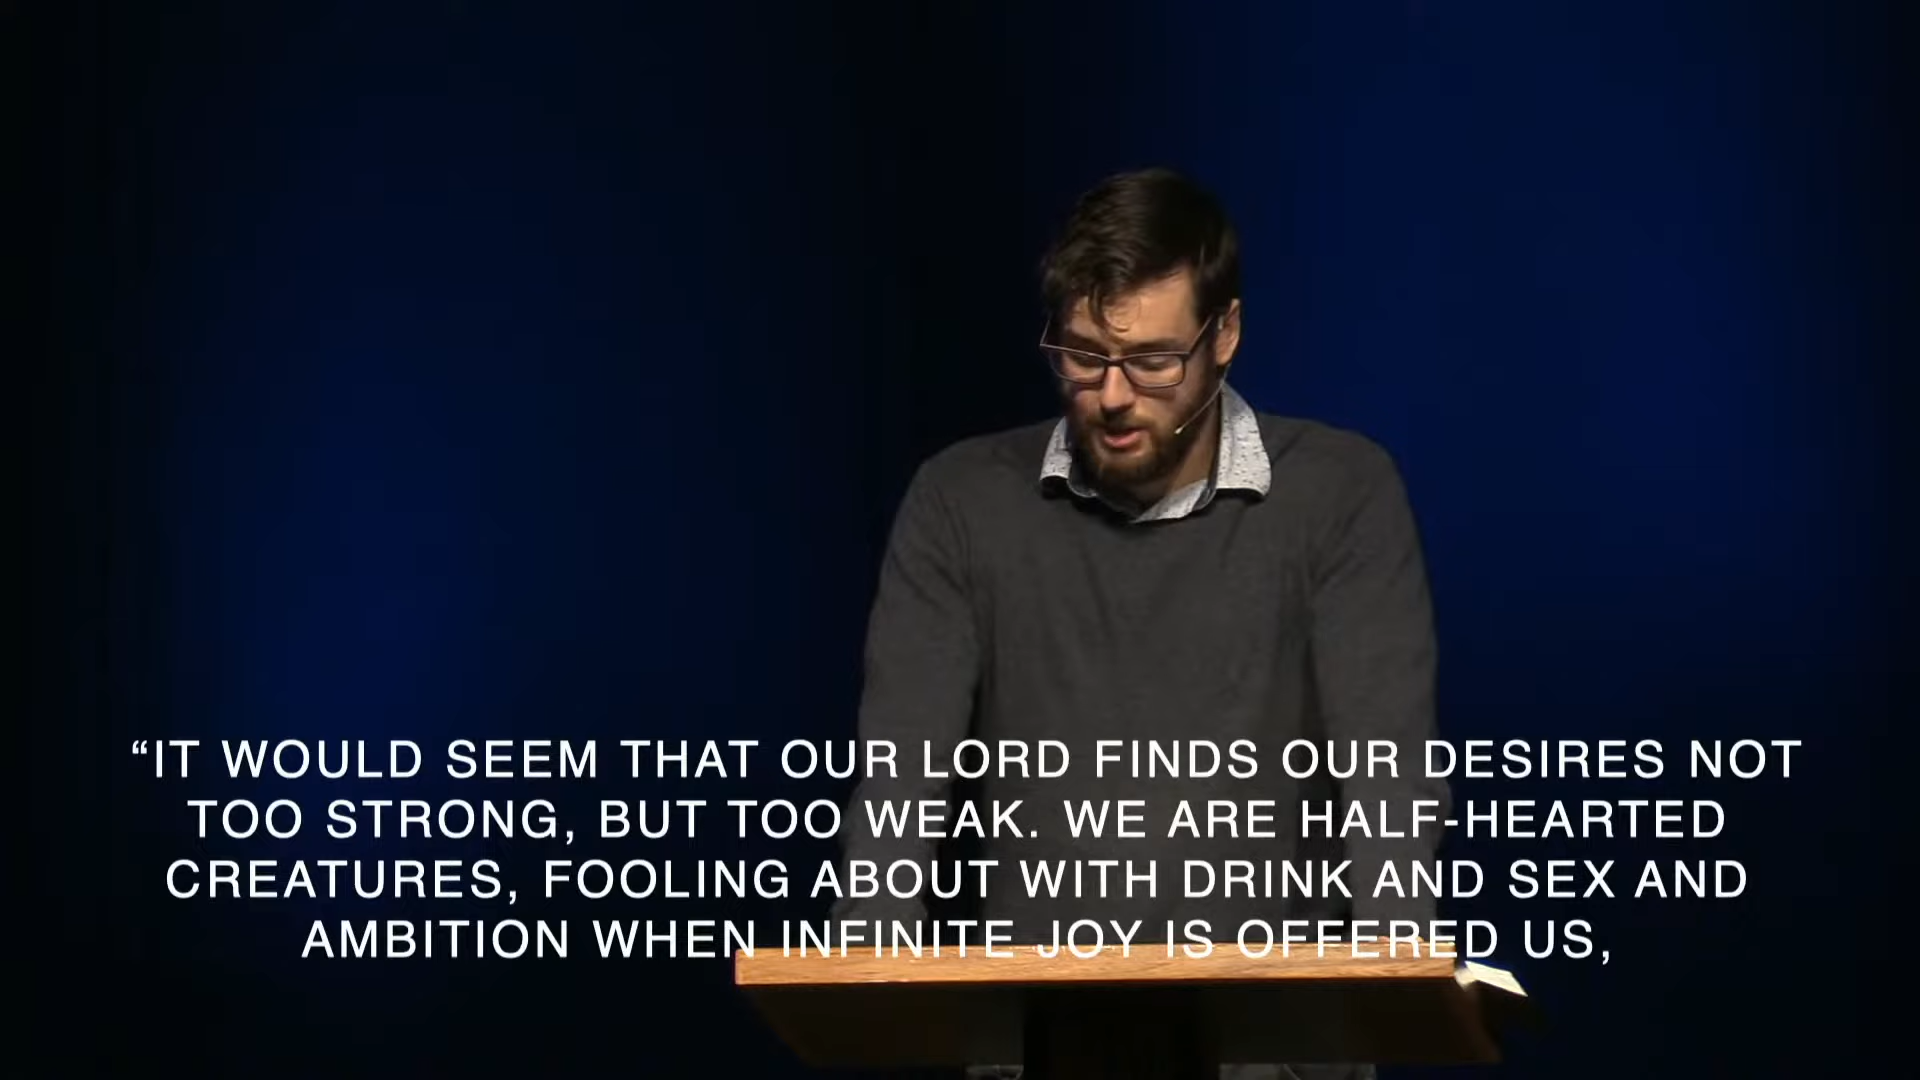 “IT WOULD SEEM THAT OUR LORD FINDS OUR DESIRES NOT
TOO STRONG, BUT TOO WEAK. WE ARE HALF-HEARTED
CREATURES, FOOLING ABOUT WITH DRINK AND SEX AND
AMBITION WHEN INFINITE JOY IS OFFERED US,